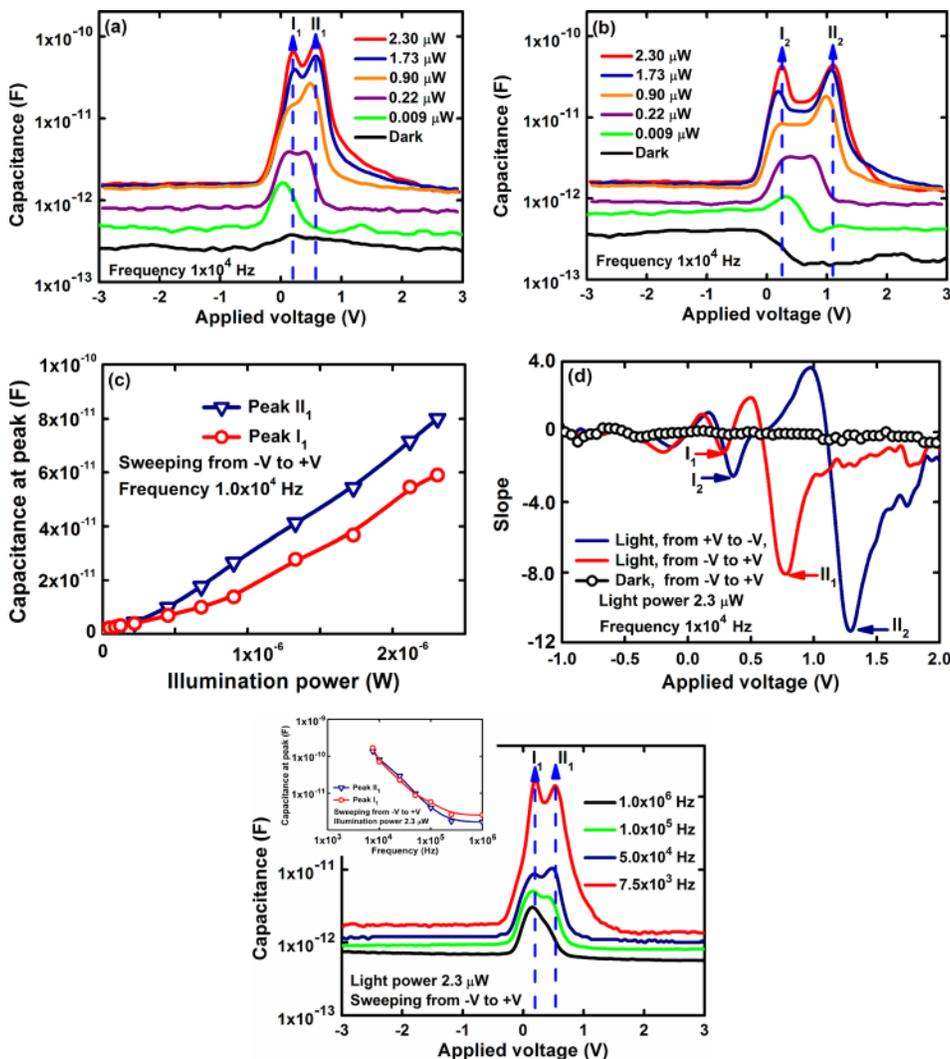 (a)
I1 II1
1x10-10
1x10-11
1x10-12
1x10-13
Capacitance (F)
2.30 μW
1.73 μW
0.90 μW
0.22 μW
0.009 μW
Dark
Frequency 1x104 Hz
-3 -2 -1 0 1 2 3
Applied voltage (V)
(b)
I2 II2
1x10-10
1x10-11
1x10-12
1x10-13
Capacitance (F)
2.30 μW
1.73 μW
0.90 μW
0.22 μW
0.009 μW
Dark
Frequency 1x104 Hz
-3 -2 -1 0 1 2 3
Applied voltage (V)
(c)
1x10-10
8x10-11
6x10-11
4x10-11
2x10-11
0
Capacitance at peak (F)
Peak II1
Peak I1
Sweeping from -V to +V
Frequency 1.0x104 Hz
1x10-6 2x10-6
Illumination power (W)
(d)
4.0
0
-4.0
-8.0
-12
Slope
I1
I2
II1
II2
Light, from +V to -V,
Light, from -V to +V
Dark, from -V to +V
Light power 2.3 μW
Frequency 1x104 Hz
-1.0 -0.5 0.0 0.5 1.0 1.5 2.0
Applied voltage (V)
1x10-9
1x10-10
1x10-11
Capacitance at peak (F)
Peak II1
Peak I1
Sweeping from -V to +V
Illumination power 2.3 μW
1x103 1x104 1x105 1x106
Frequency (Hz)
I1 II1
1.0x106 Hz
1.0x105 Hz
5.0x104 Hz
7.5x103 Hz
1x10-11
1x10-12
1x10-13
Capacitance (F)
Light power 2.3 μW
Sweeping from -V to +V
-3 -2 -1 0 1 2 3
Applied voltage (V)